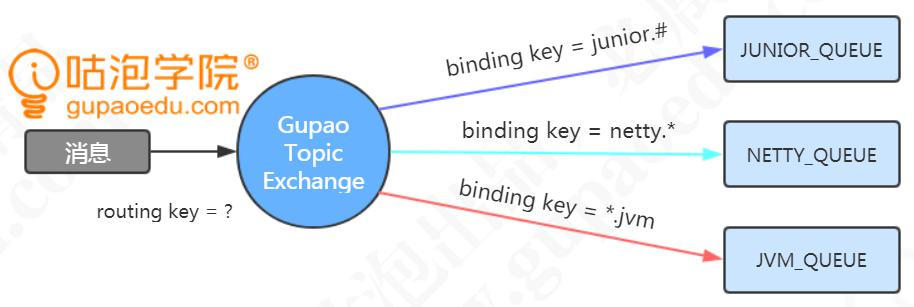 咕泡学院®
gupaoedu.com
消息
routing key = ?
Gupao
Topic
Exchange
binding key = junior.#
JUNIOR_QUEUE
binding key = netty.*
NETTY_QUEUE
binding key = *.jvm
JVM_QUEUE